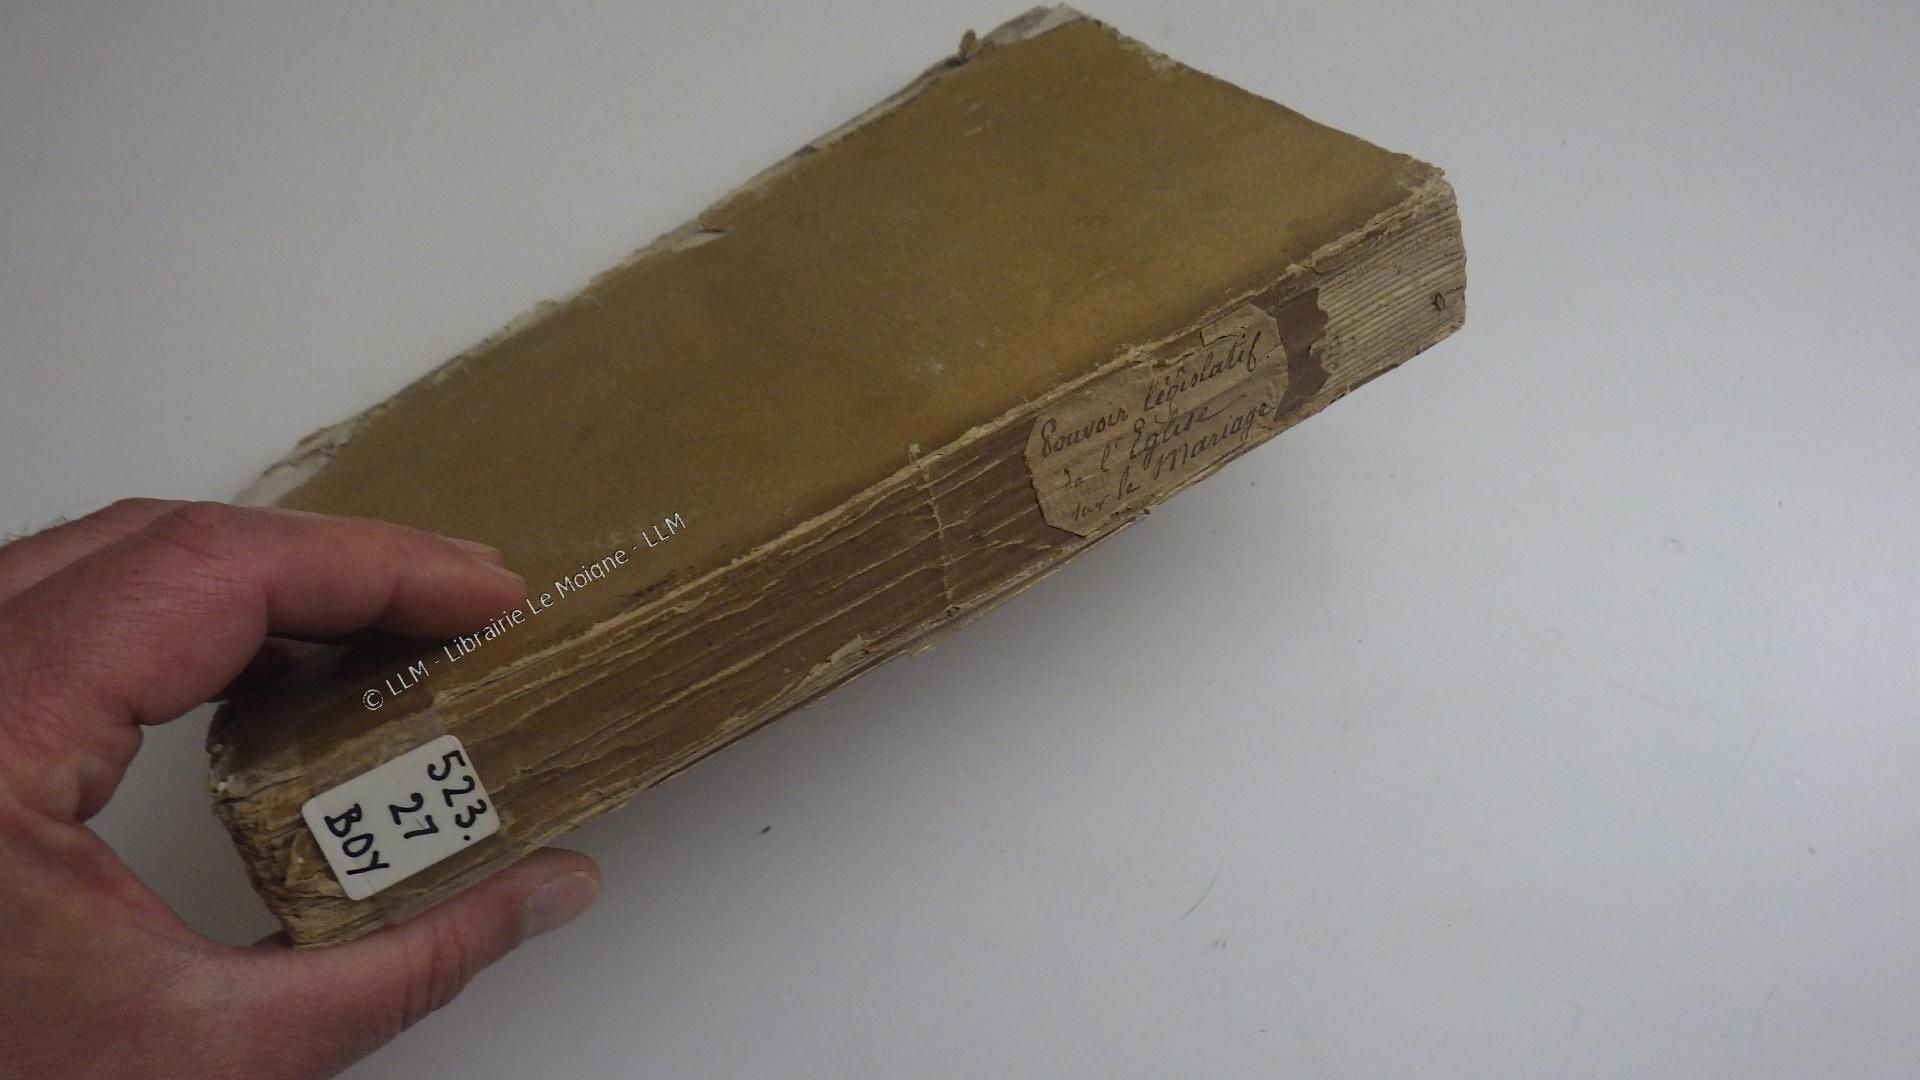 Pouvoir législatif
de l'Eglise
sur le Mariage
© LLM - Librairie Le Moigne - LLM
523.
27
BOY